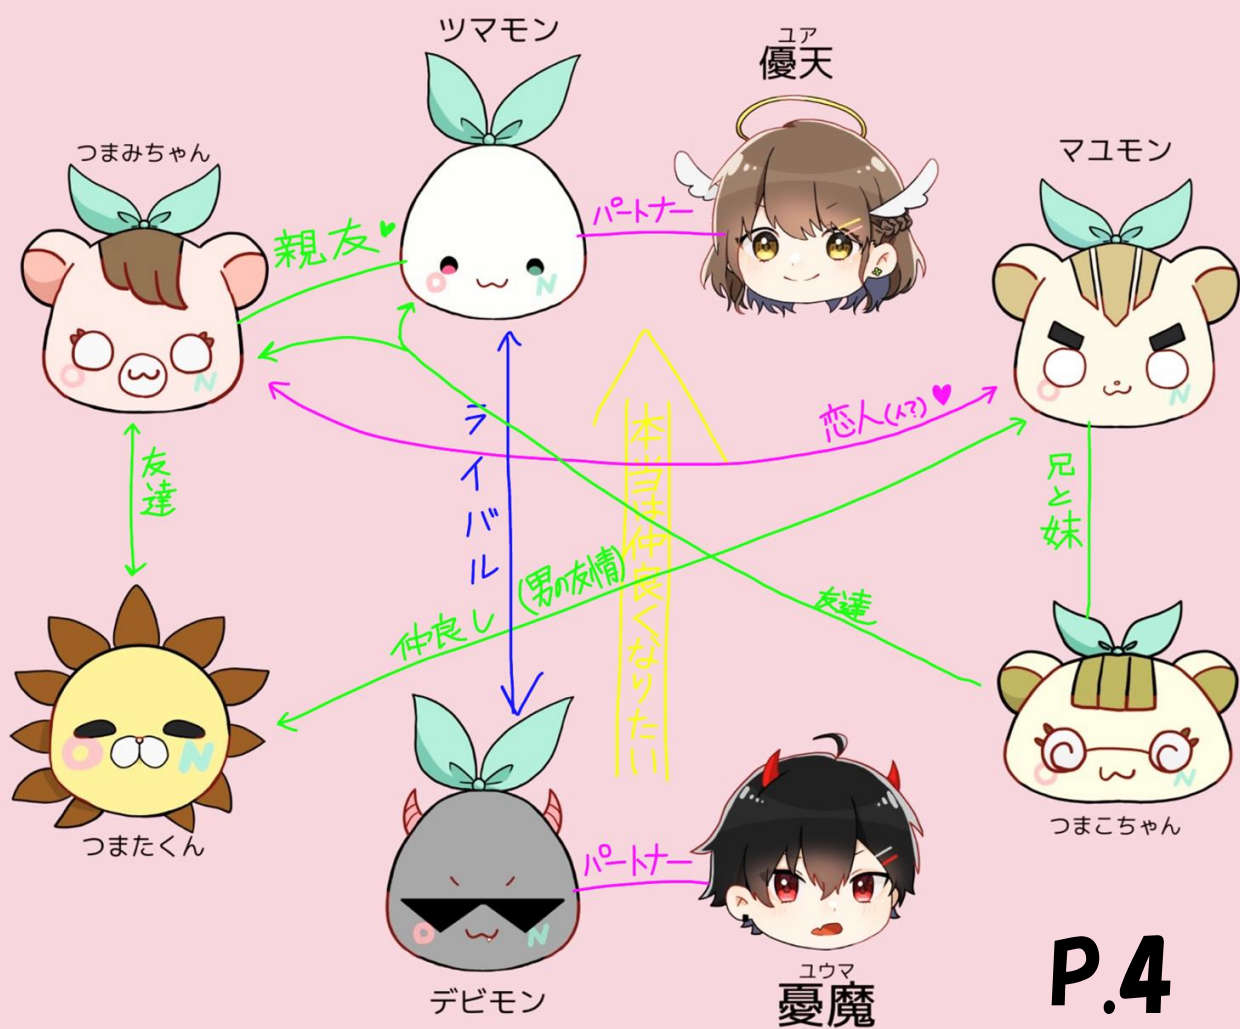 ツマモン
ユア
優天
つまみちゃん
マユモン
親友
パートナー
O N
O N
O N
恋人(人?)
ライバル
本当は仲良くなりたい
友達
兄と妹
仲良し(男の友情)
友達
O N
O N
つまたくん
つまこちゃん
パートナー
O N
デビモン
ユウマ
憂魔
P.4